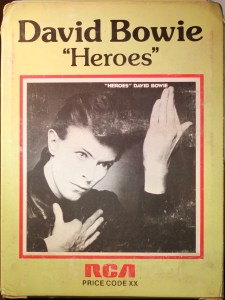 David Bowie
"Heroes"
"HEROES" DAVID BOWIE
RCA
PRICE CODE XX